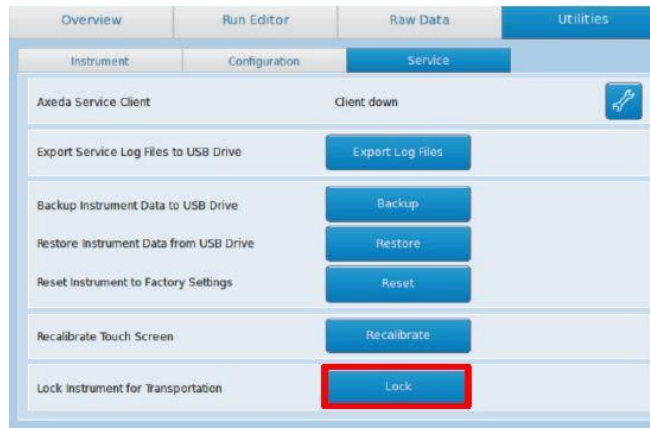 Overview Run Editor Raw Data Utilities
Instrument Configuration Service
Axeda Service Client Client down
Export Service Log Files to USB Drive Export Log Files
Backup Instrument Data to USB Drive Backup
Restore Instrument Data from USB Drive Restore
Reset Instrument to Factory Settings Reset
Recalibrate Touch Screen Recalibrate
Lock Instrument for Transportation Lock